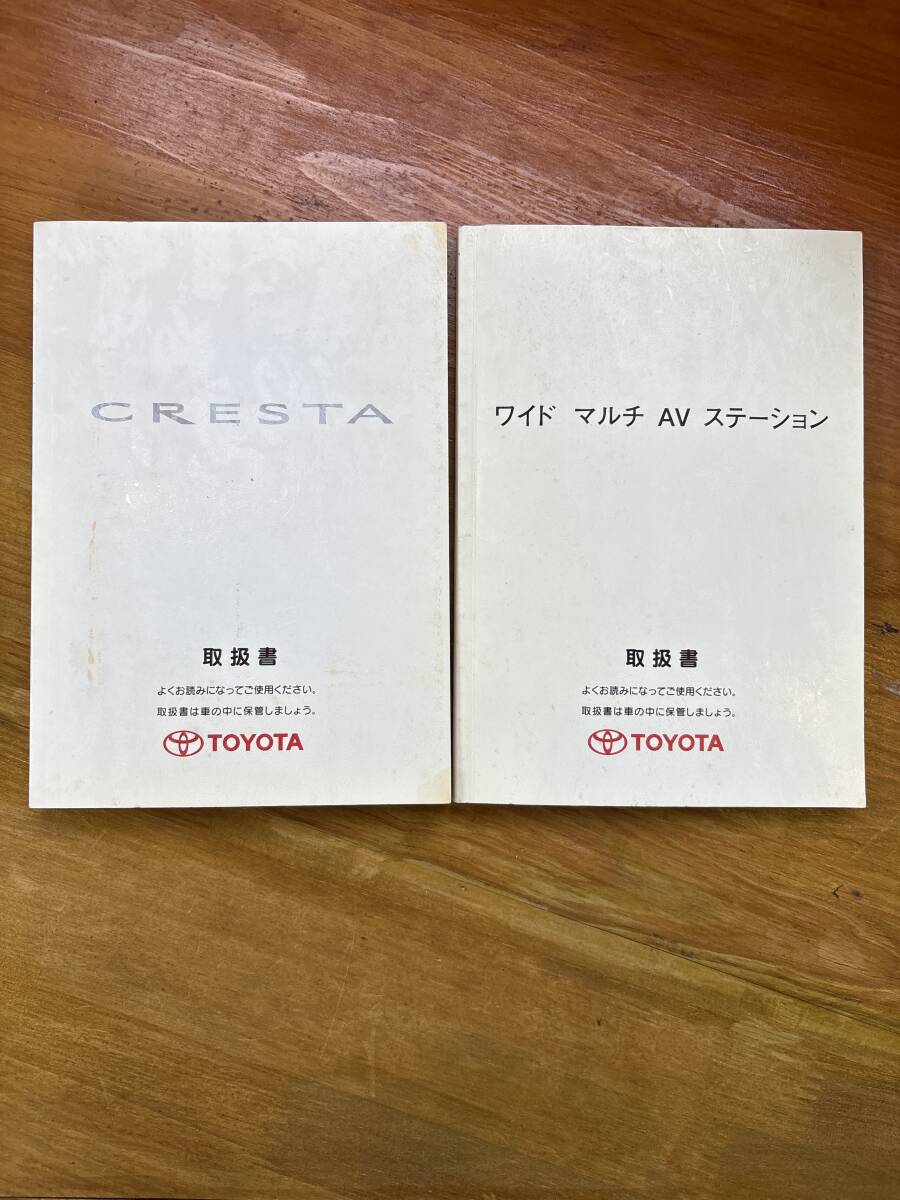 CRESTA
取扱書
よくお読みになってご使用ください。
取扱書は車の中に保管しましょう。
TOYOTA
ワイド マルチ AV ステーション
取扱書
よくお読みになってご使用ください。
取扱書は車の中に保管しましょう。
TOYOTA